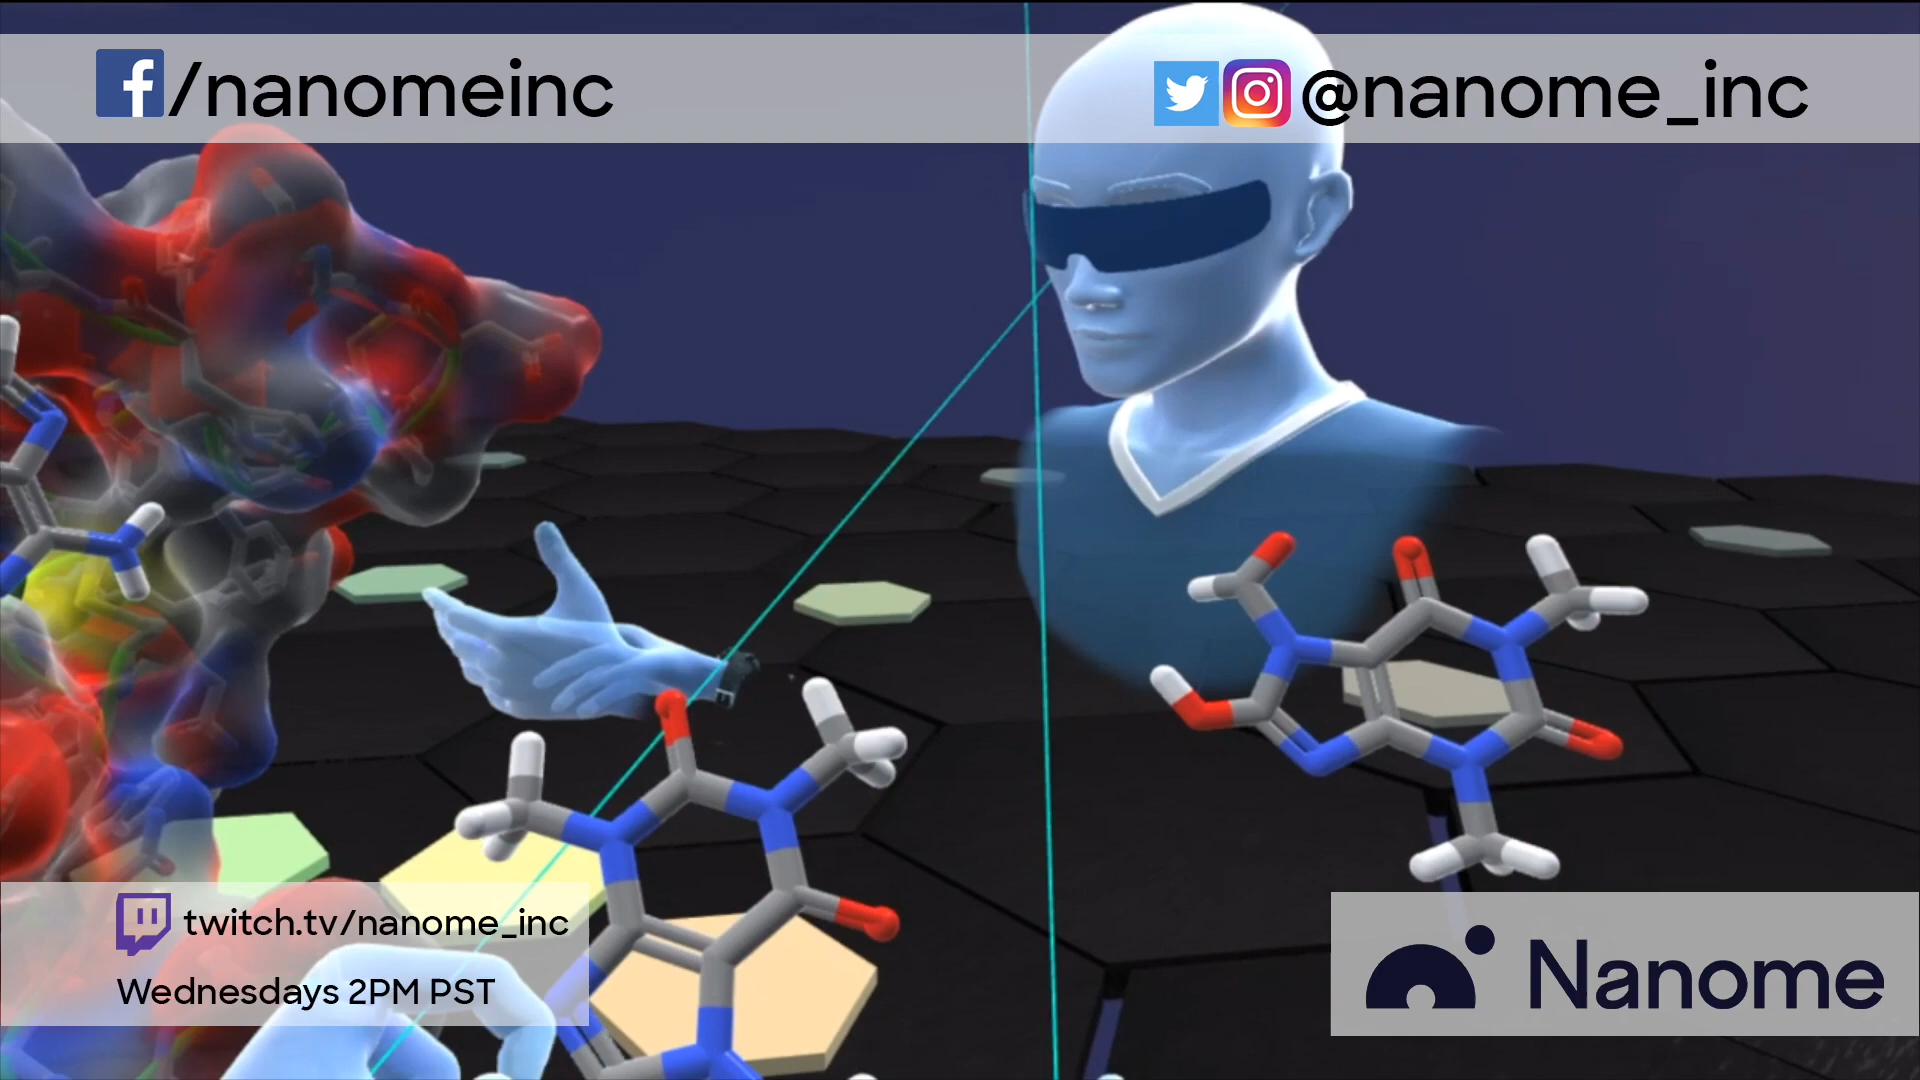 /nanomeinc
@nanome_inc
twitch.tv/nanome_inc
Wednesdays 2PM PST
Nanome